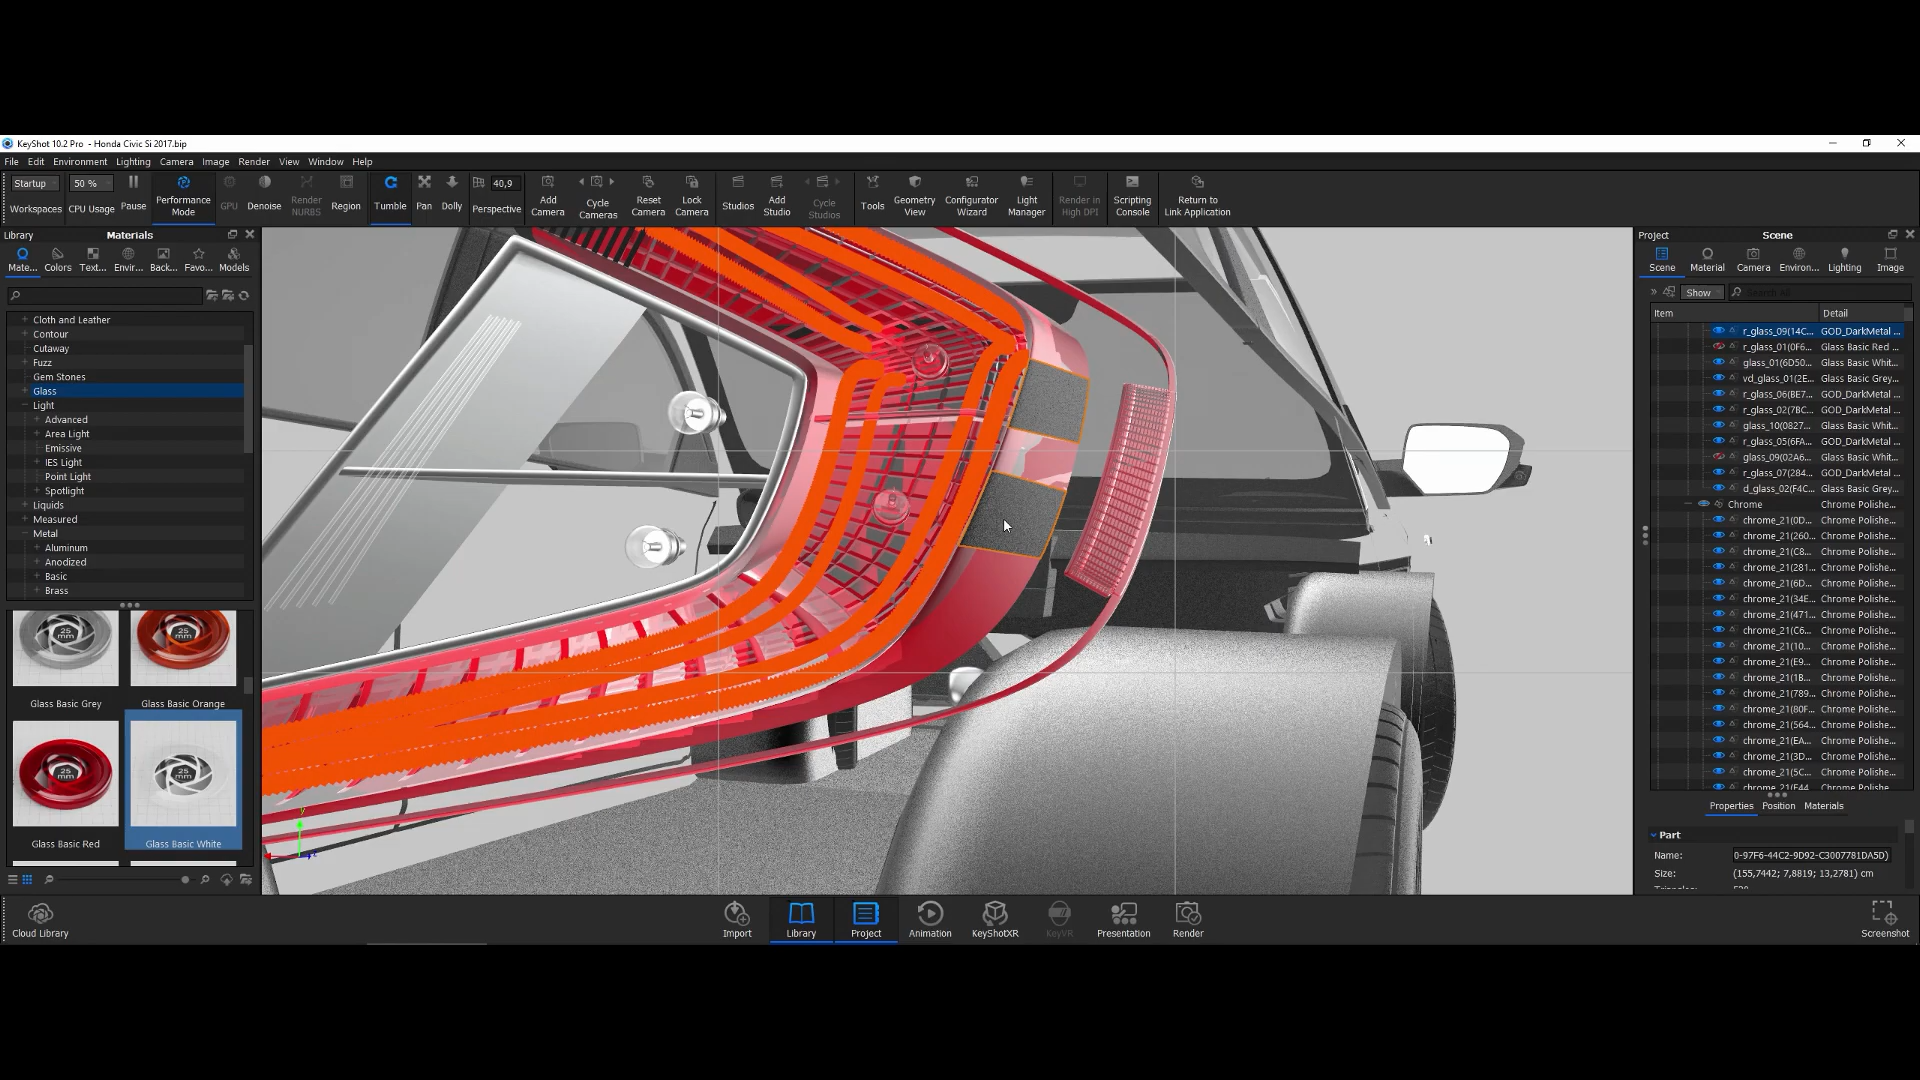 KeyShot 10.2 Pro - Honda Civic Si 2017.bip
File Edit Environment Lighting Camera Image Render View Window Help
Startup 50 % 40,9
Workspaces CPU Usage Pause Performance Mode GPU Denoise Render NURBS Region Tumble Pan Dolly Perspective Add Camera Cycle Cameras Reset Camera Lock Camera Studios Add Studio Cycle Studios Tools Geometry View Configurator Wizard Light Manager Render in High DPI Scripting Console Return to Link Application
Library Materials
Mate... Colors Text... Envir... Back... Favo... Models
Cloth and Leather
Contour
Cutaway
Fuzz
Gem Stones
Glass
Light
Advanced
Area Light
Emissive
IES Light
Point Light
Spotlight
Liquids
Measured
Metal
Aluminum
Anodized
Basic
Brass
25 mm 25 mm
Glass Basic Grey Glass Basic Orange
25 mm 25 mm
Glass Basic Red Glass Basic White
Project Scene
Scene Material Camera Environ... Lighting Image
Show Search All
Item Detail
r_glass_09(14C... GOD_DarkMetal ...
r_glass_01(0F6... Glass Basic Red ...
glass_01(6D50... Glass Basic Whit...
vd_glass_01(2E... Glass Basic Grey...
r_glass_06(BE7... GOD_DarkMetal ...
r_glass_02(7BC... GOD_DarkMetal ...
glass_10(0827... Glass Basic Whit...
r_glass_05(6FA... GOD_DarkMetal ...
glass_09(02A6... Glass Basic Whit...
r_glass_07(284... GOD_DarkMetal ...
d_glass_02(F4C... Glass Basic Grey...
Chrome Chrome Polishe...
chrome_21(0D... Chrome Polishe...
chrome_21(260... Chrome Polishe...
chrome_21(C8... Chrome Polishe...
chrome_21(281... Chrome Polishe...
chrome_21(6D... Chrome Polishe...
chrome_21(34E... Chrome Polishe...
chrome_21(471... Chrome Polishe...
chrome_21(C6... Chrome Polishe...
chrome_21(10... Chrome Polishe...
chrome_21(E9... Chrome Polishe...
chrome_21(1B... Chrome Polishe...
chrome_21(789... Chrome Polishe...
chrome_21(80F... Chrome Polishe...
chrome_21(564... Chrome Polishe...
chrome_21(EA... Chrome Polishe...
chrome_21(3D... Chrome Polishe...
chrome_21(5C... Chrome Polishe...
Properties Position Materials
Part
Name: 0-97F6-44C2-9D92-C3007781DA5D)
Size: (155,7442; 7,8819; 13,2781) cm
Cloud Library Import Library Project Animation KeyShotXR KeyVR Presentation Render Screenshot